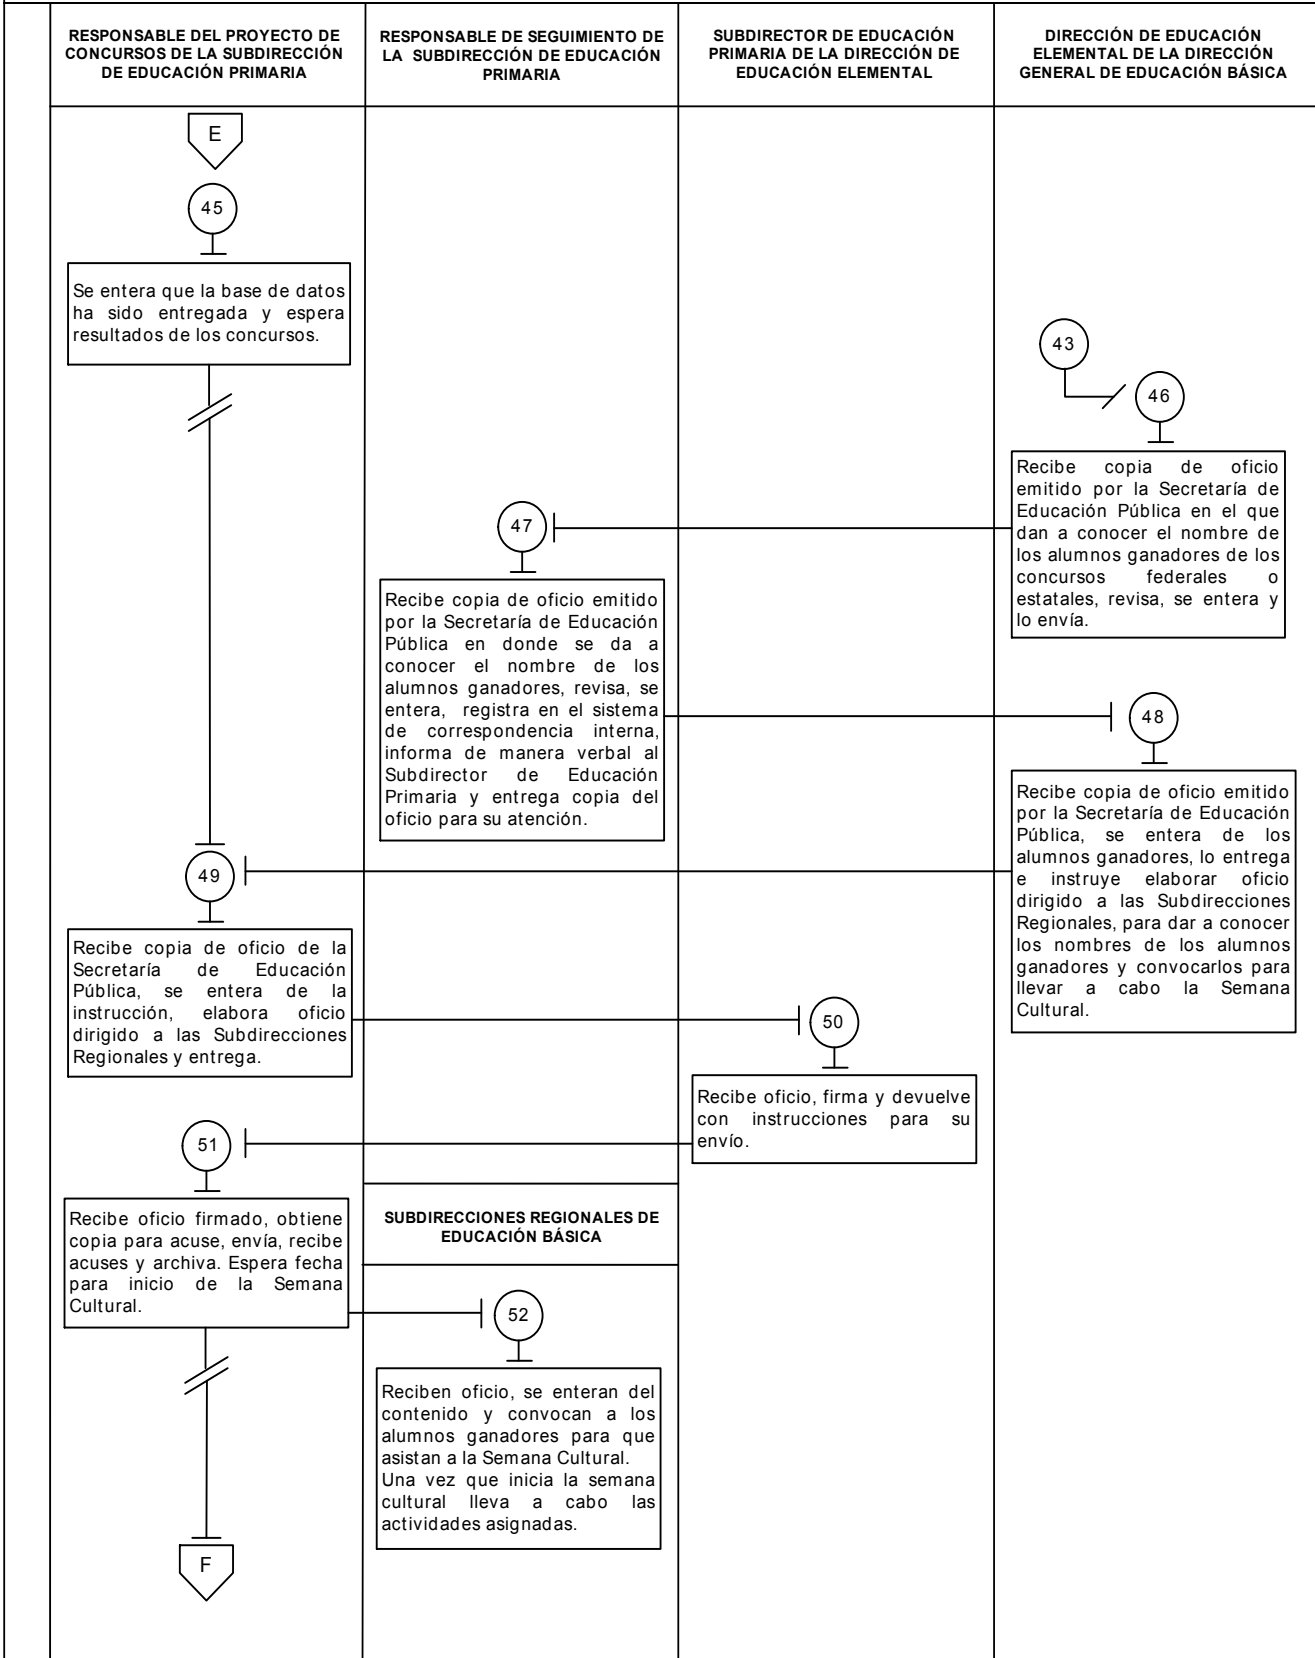 RESPONSABLE DEL PROYECTO DE
CONCURSOS DE LA SUBDIRECCIÓN
DE EDUCACIÓN PRIMARIA
RESPONSABLE DE SEGUIMIENTO DE
LA SUBDIRECCIÓN DE EDUCACIÓN
PRIMARIA
SUBDIRECTOR DE EDUCACIÓN
PRIMARIA DE LA DIRECCIÓN DE
EDUCACIÓN ELEMENTAL
DIRECCIÓN DE EDUCACIÓN
ELEMENTAL DE LA DIRECCIÓN
GENERAL DE EDUCACIÓN BÁSICA
E
45
Se entera que la base de datos
ha sido entregada y espera
resultados de los concursos.
43
46
Recibe copia de oficio
emitido por la Secretaría de
Educación Pública en el que
dan a conocer el nombre de
los alumnos ganadores de los
concursos federales o
estatales, revisa, se entera y
lo envía.
47
Recibe copia de oficio emitido
por la Secretaría de Educación
Pública en donde se da a
conocer el nombre de los
alumnos ganadores, revisa, se
entera, registra en el sistema
de correspondencia interna,
informa de manera verbal al
Subdirector de Educación
Primaria y entrega copia del
oficio para su atención.
48
Recibe copia de oficio emitido
por la Secretaría de Educación
Pública, se entera de los
alumnos ganadores, lo entrega
e instruye elaborar oficio
dirigido a las Subdirecciones
Regionales, para dar a conocer
los nombres de los alumnos
ganadores y convocarlos para
llevar a cabo la Semana
Cultural.
49
Recibe copia de oficio de la
Secretaría de Educación
Pública, se entera de la
instrucción, elabora oficio
dirigido a las Subdirecciones
Regionales y entrega.
50
Recibe oficio, firma y devuelve
con instrucciones para su
envío.
51
Recibe oficio firmado, obtiene
copia para acuse, envía, recibe
acuses y archiva. Espera fecha
para inicio de la Semana
Cultural.
SUBDIRECCIONES REGIONALES DE
EDUCACIÓN BÁSICA
52
Reciben oficio, se enteran del
contenido y convocan a los
alumnos ganadores para que
asistan a la Semana Cultural.
Una vez que inicia la semana
cultural lleva a cabo las
actividades asignadas.
F